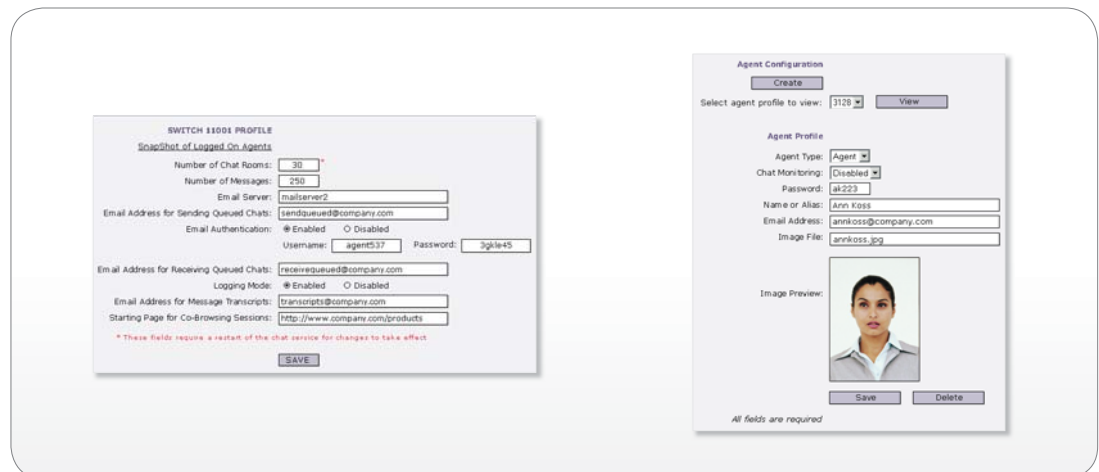 SWITCH 11001 PROFILE
SnapShot of Logged On Agents
Number of Chat Rooms: 30 *
Number of Messages: 250
Email Server: mailserver2
Email Address for Sending Queued Chats: sendqueued@company.com
Email Authentication: Enabled Disabled
Username: agent537 Password: 3gkle45
Email Address for Receiving Queued Chats: receivequeued@company.com
Logging Mode: Enabled Disabled
Email Address for Message Transcripts: transcripts@company.com
Starting Page for Co-Browsing Sessions: http://www.company.com/products
* These fields require a restart of the chat service for changes to take effect
SAVE
Agent Configuration
Create
Select agent profile to view: 3128 View
Agent Profile
Agent Type: Agent
Chat Monitoring: Disabled
Password: ak223
Name or Alias: Ann Koss
Email Address: annkoss@company.com
Image File: annkoss.jpg
Image Preview:
Save Delete
All fields are required